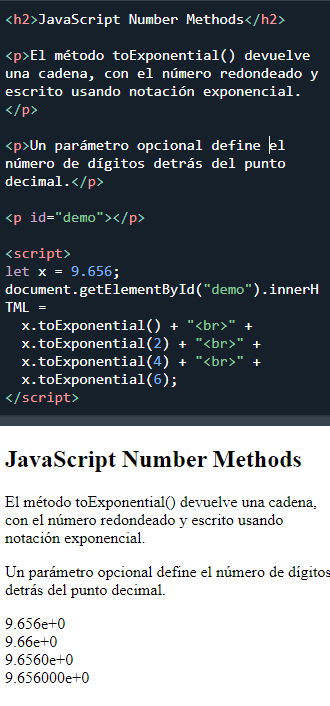 <h2>JavaScript Number Methods</h2>
<p>El método toExponential() devuelve
una cadena, con el número redondeado y
escrito usando notación exponencial.
</p>
<p>Un parámetro opcional define el
número de dígitos detrás del punto
decimal.</p>
<p id="demo"></p>
<script>
let x = 9.656;
document.getElementById("demo").innerH
TML =
  x.toExponential() + "<br>" +
  x.toExponential(2) + "<br>" +
  x.toExponential(4) + "<br>" +
  x.toExponential(6);
</script>
JavaScript Number Methods
El método toExponential() devuelve una cadena,
con el número redondeado y escrito usando
notación exponencial.
Un parámetro opcional define el número de dígitos
detrás del punto decimal.
9.656e+0
9.66e+0
9.6560e+0
9.656000e+0